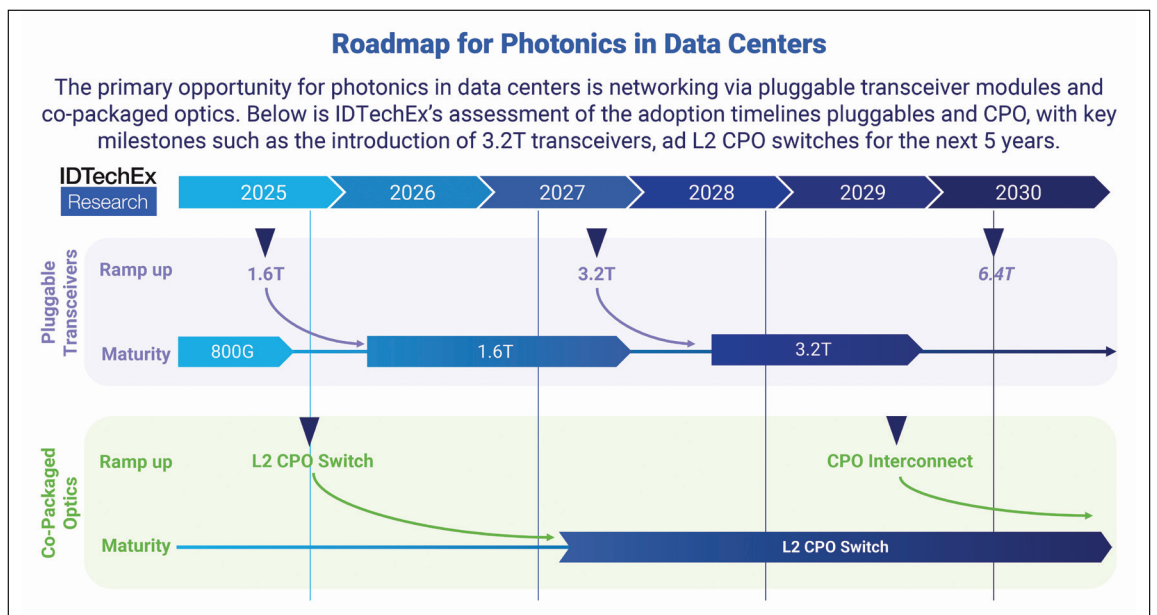 Roadmap for Photonics in Data Centers
The primary opportunity for photonics in data centers is networking via pluggable transceiver modules and
co-packaged optics. Below is IDTechEx's assessment of the adoption timelines pluggables and CPO, with key
milestones such as the introduction of 3.2T transceivers, ad L2 CPO switches for the next 5 years.
IDTechEx
Research
2025
2026
2027
2028
2029
2030
Pluggable
Transceivers
Ramp up
1.6T
3.2T
6.4T
Maturity
800G
1.6T
3.2T
Co-Packaged
Optics
Ramp up
L2 CPO Switch
CPO Interconnect
Maturity
L2 CPO Switch